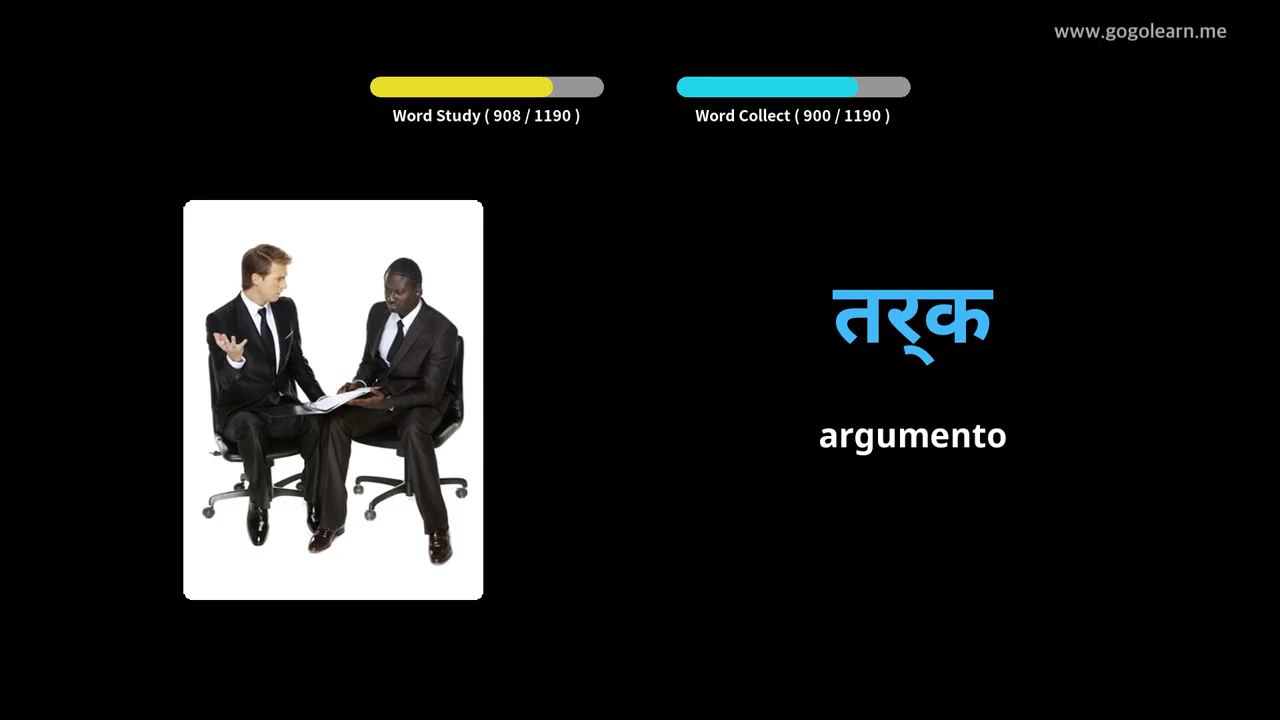 www.gogolearn.me
Word Study ( 908 / 1190 )
Word Collect ( 900 / 1190 )
तर्‌क
argumento